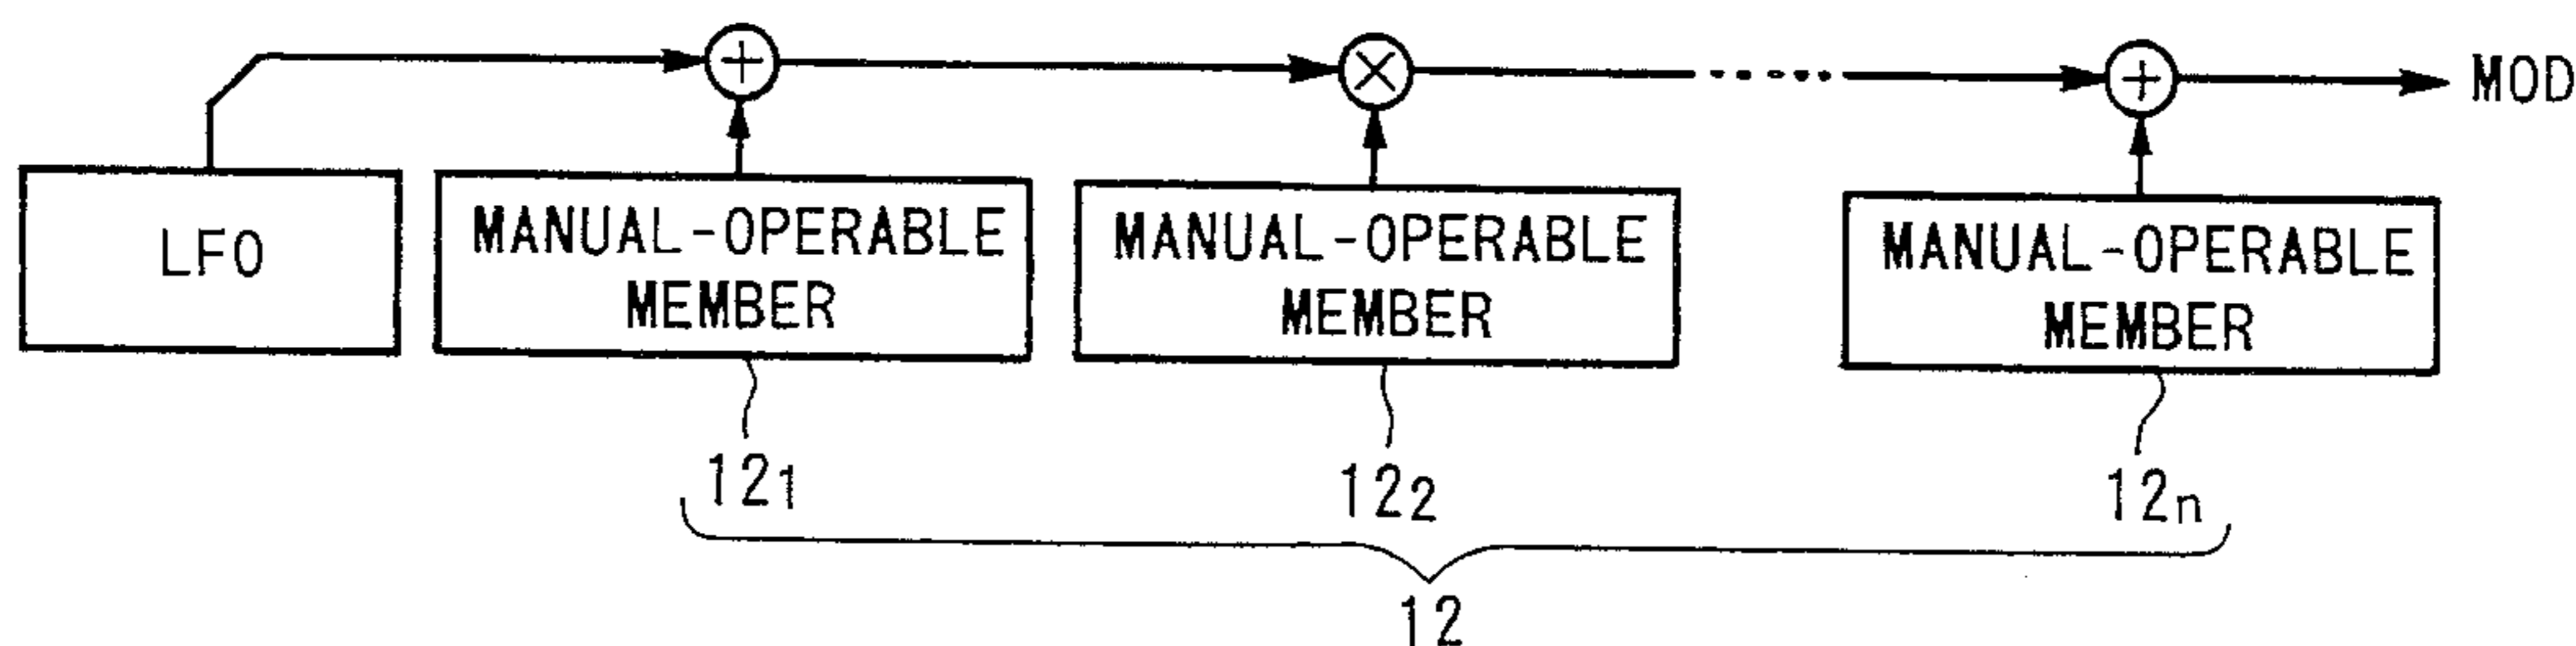 MOD
LFO
MANUAL-OPERABLE
MEMBER
MANUAL-OPERABLE
MEMBER
MANUAL-OPERABLE
MEMBER
12₁
12₂
12ₙ
12